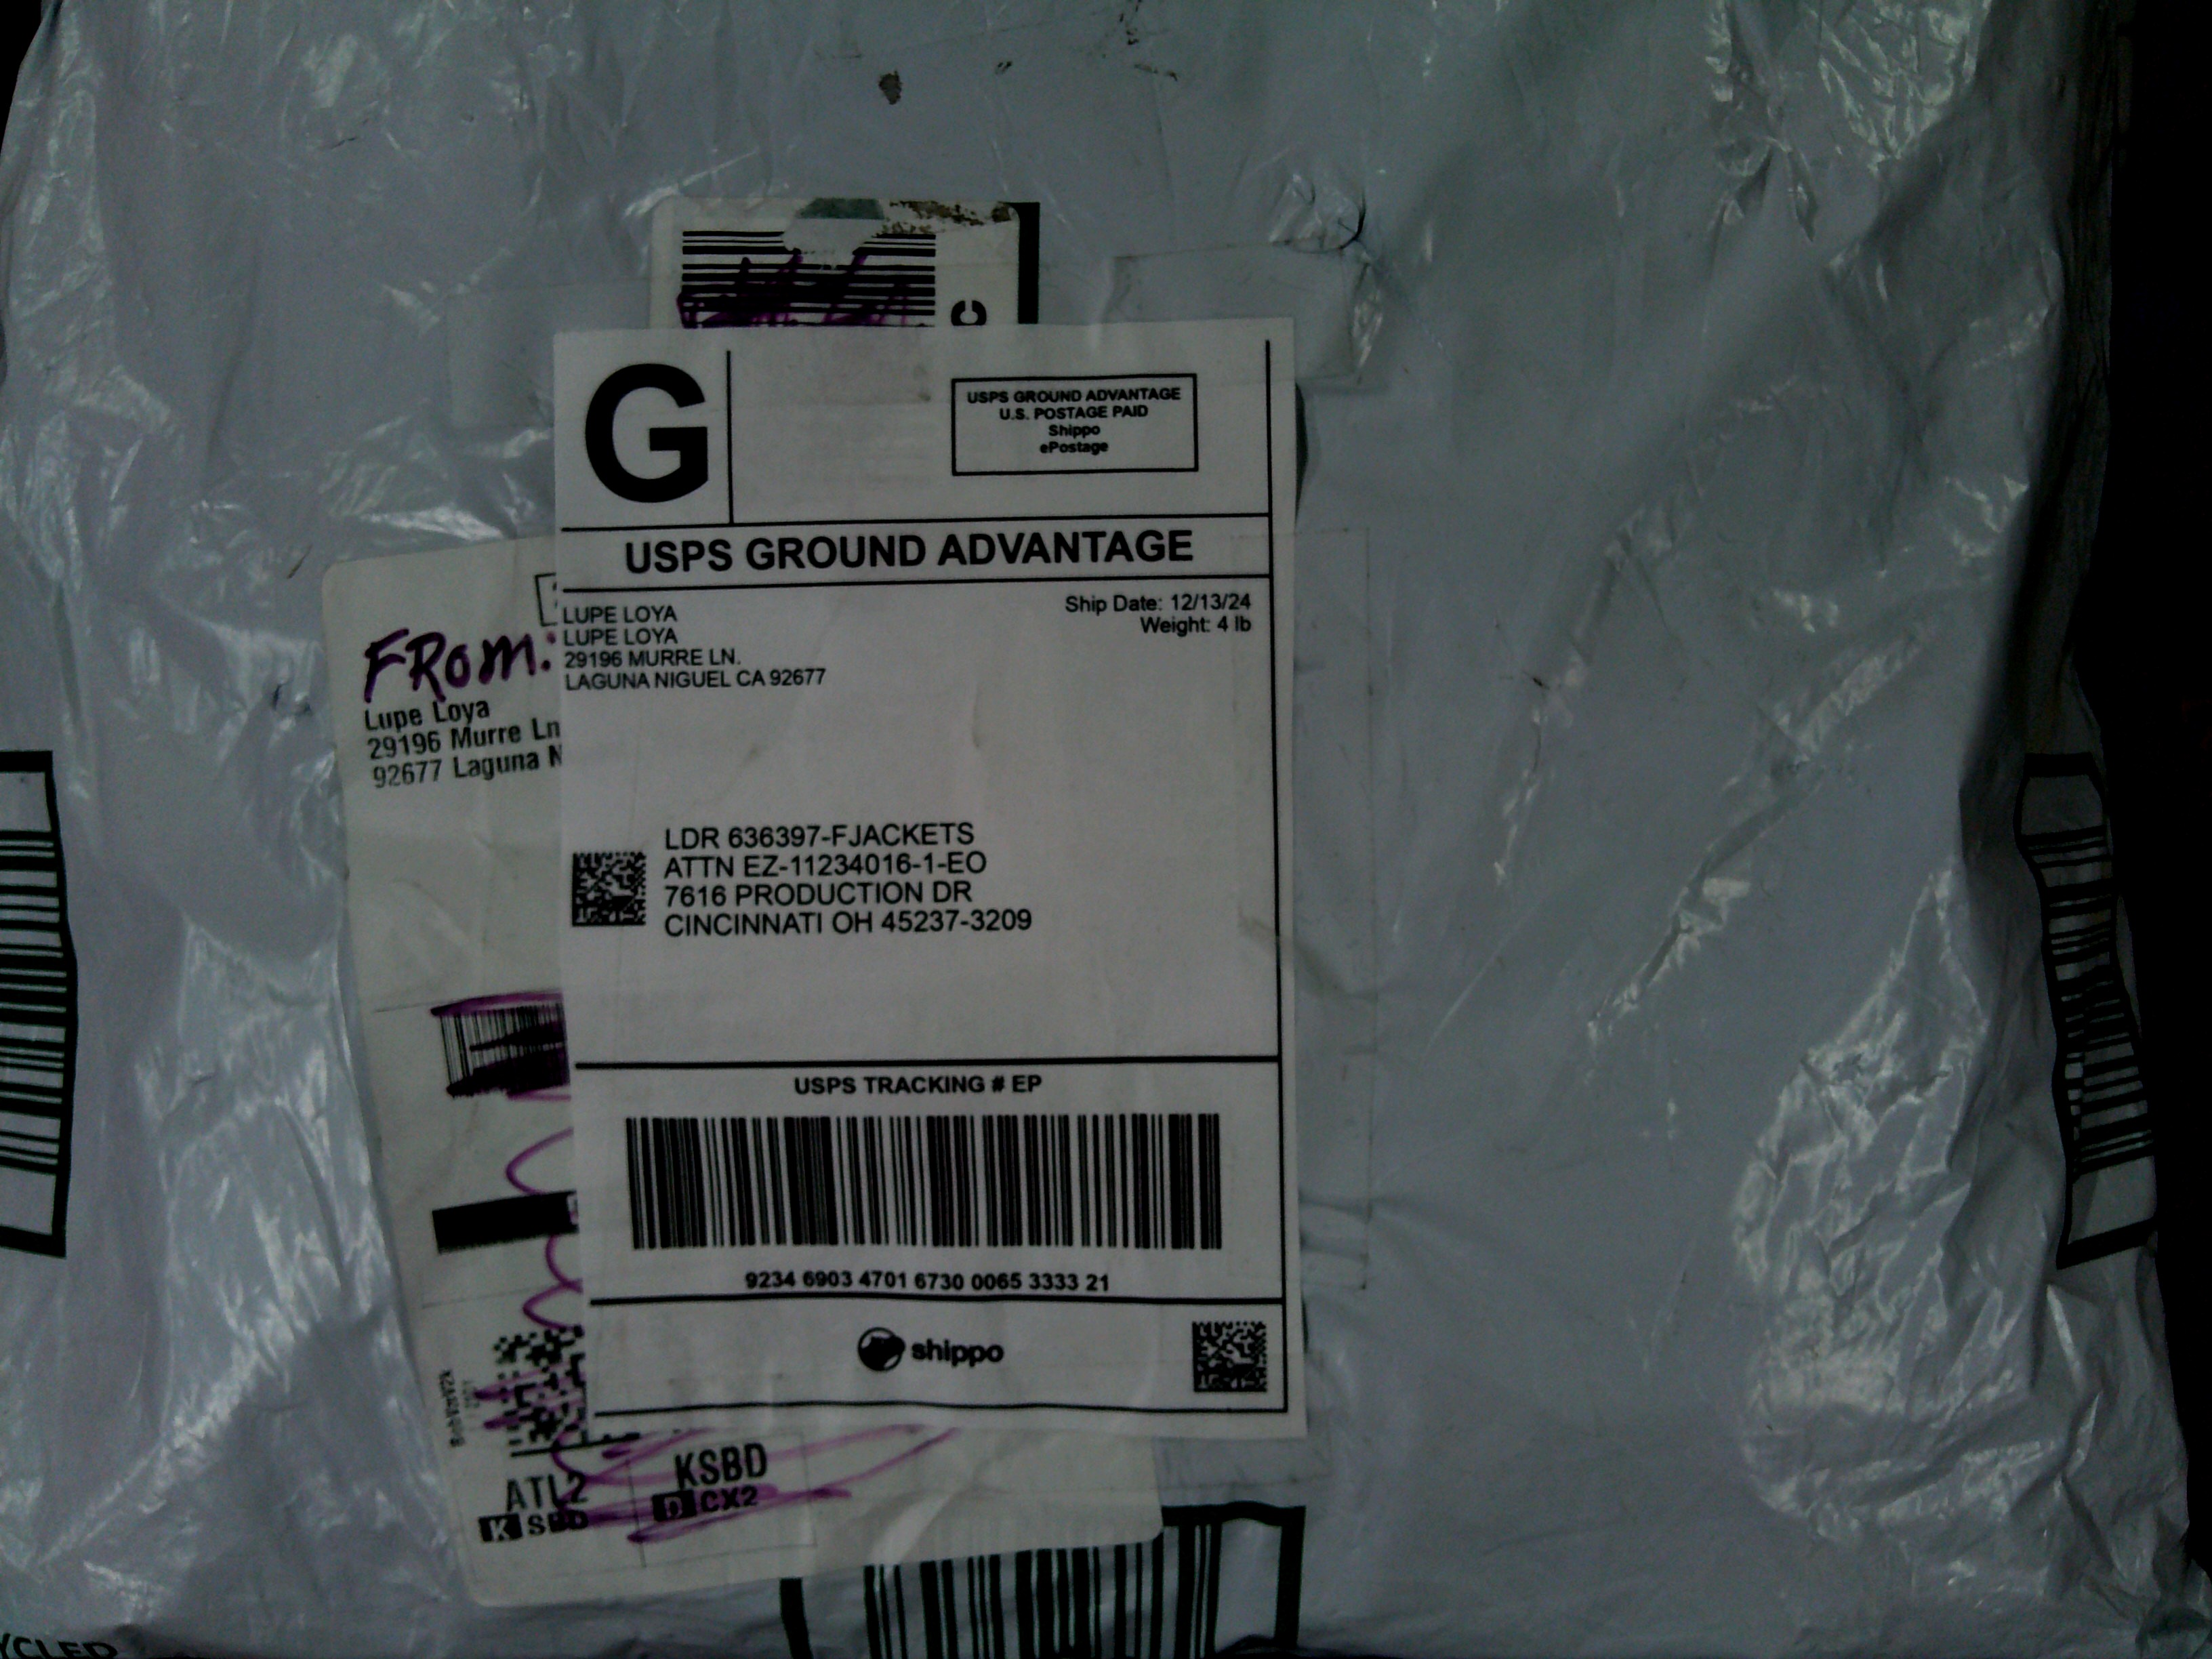 C
G
USPS GROUND ADVANTAGE
U.S. POSTAGE PAID
Shippo
ePostage
USPS GROUND ADVANTAGE
LUPE LOYA
LUPE LOYA
29196 MURRE LN.
LAGUNA NIGUEL CA 92677
Ship Date: 12/13/24
Weight: 4 lb
FROM:
Lupe Loya
29196 Murre Ln
92677 Laguna N
LDR 636397-FJACKETS
ATTN EZ-11234016-1-EO
7616 PRODUCTION DR
CINCINNATI OH 45237-3209
USPS TRACKING # EP
9234 6903 4701 6730 0065 3333 21
shippo
ATL2
K SBD
KSBD
D CX2
YCLED